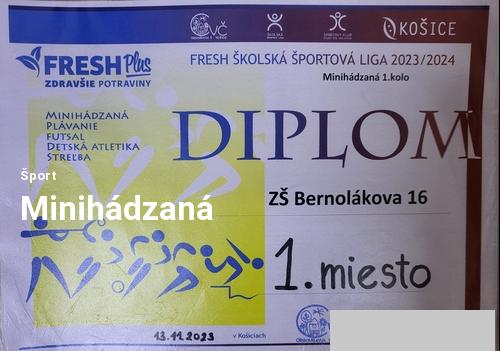 CVČ
KOŠICE
FRESH plus
ZDRAVŠIE POTRAVINY
FRESH ŠKOLSKÁ ŠPORTOVÁ LIGA 2023/2024
Minihádzaná 1.kolo
MINIHÁDZANÁ
PLÁVANIE
FUTSAL
DETSKÁ ATLETIKA
STREĽBA
DIPLOM
Šport
Minihádzaná
ZŠ Bernolákova 16
1. miesto
13.11.2023 v Košiciach